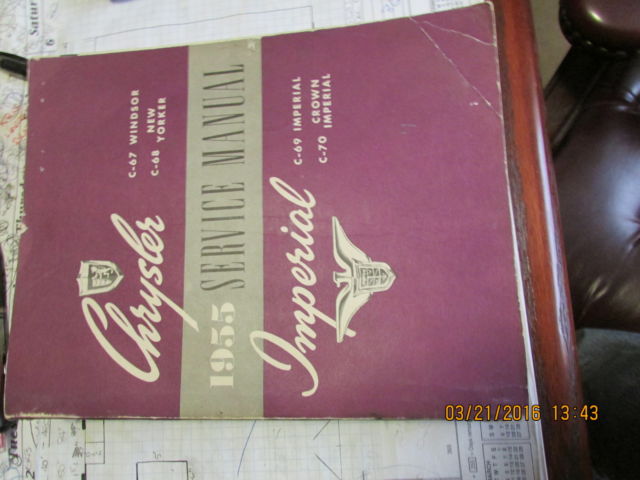 Chrysler
C-67 WINDSOR
NEW
C-68 YORKER
1955 SERVICE MANUAL
Imperial
C-69 IMPERIAL
CROWN
C-70 IMPERIAL
03/21/2016 13:43